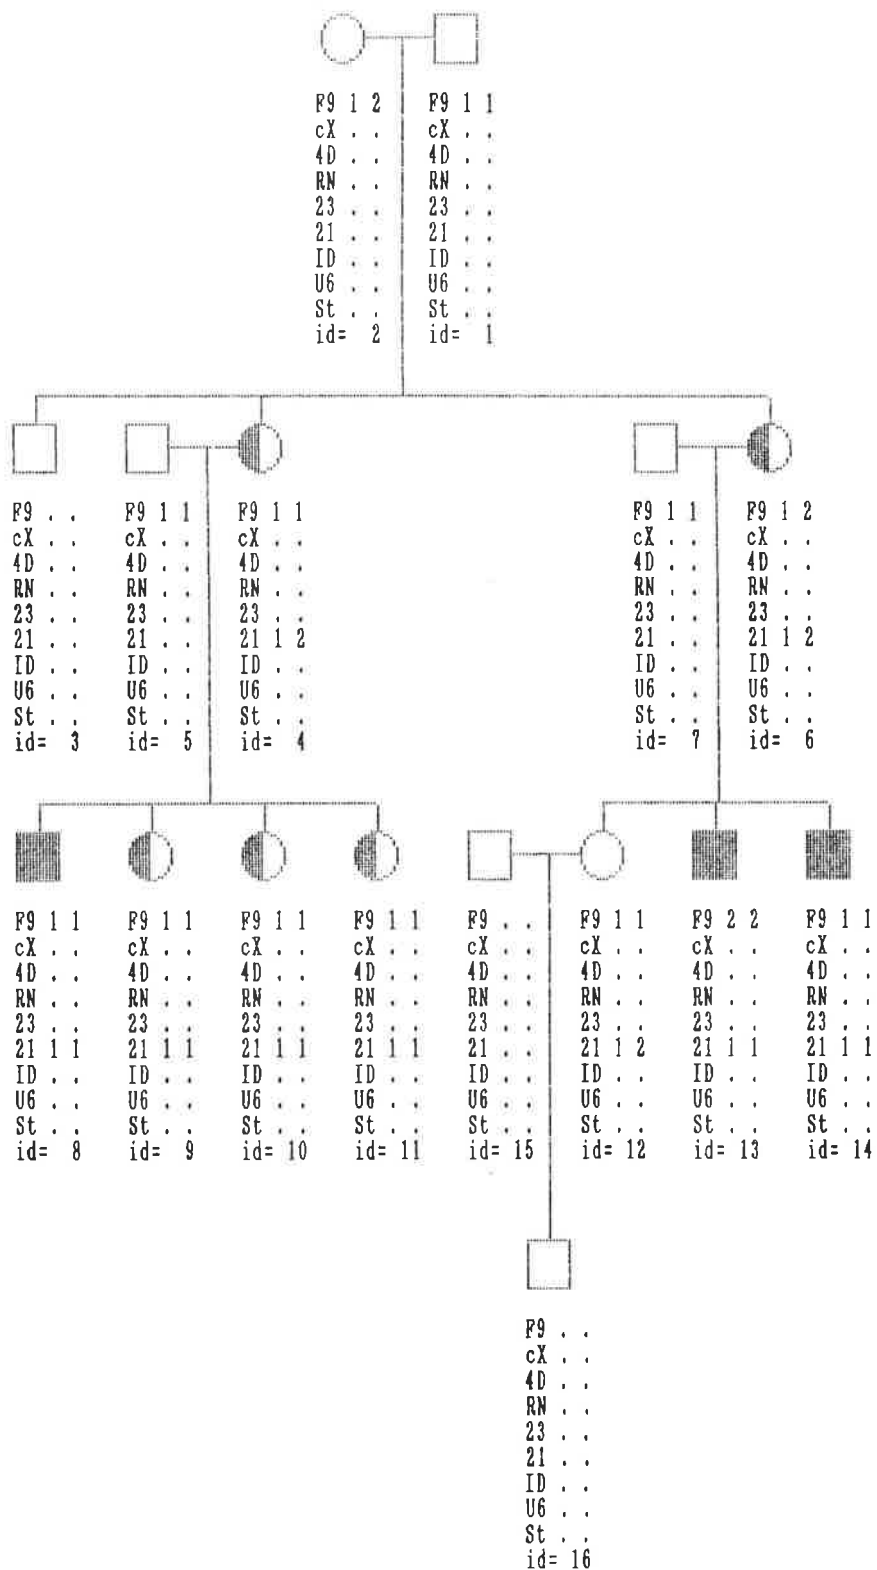 F9 1 2 F9 1 1
cX . . cX . .
4D . . 4D . .
RN . . RN . .
23 . . 23 . .
21 . . 21 . .
ID . . ID . .
U6 . . U6 . .
St . . St . .
id= 2 id= 1
F9 . . F9 1 1 F9 1 1 F9 1 1 F9 1 2
cX . . cX . . cX . . cX . . cX . .
4D . . 4D . . 4D . . 4D . . 4D . .
RN . . RN . . RN . . RN . . RN . .
23 . . 23 . . 23 . . 23 . . 23 . .
21 . . 21 . . 21 1 2 21 . . 21 1 2
ID . . ID . . ID . . ID . . ID . .
U6 . . U6 . . U6 . . U6 . . U6 . .
St . . St . . St . . St . . St . .
id= 3 id= 5 id= 4 id= 7 id= 6
F9 1 1 F9 1 1 F9 1 1 F9 1 1 F9 . . F9 1 1 F9 2 2 F9 1 1
cX . . cX . . cX . . cX . . cX . . cX . . cX . . cX . .
4D . . 4D . . 4D . . 4D . . 4D . . 4D . . 4D . . 4D . .
RN . . RN . . RN . . RN . . RN . . RN . . RN . . RN . .
23 . . 23 . . 23 . . 23 . . 23 . . 23 . . 23 . . 23 . .
21 1 1 21 1 1 21 1 1 21 1 1 21 . . 21 1 2 21 1 1 21 1 1
ID . . ID . . ID . . ID . . ID . . ID . . ID . . ID . .
U6 . . U6 . . U6 . . U6 . . U6 . . U6 . . U6 . . U6 . .
St . . St . . St . . St . . St . . St . . St . . St . .
id= 8 id= 9 id= 10 id= 11 id= 15 id= 12 id= 13 id= 14
F9 . .
cX . .
4D . .
RN . .
23 . .
21 . .
ID . .
U6 . .
St . .
id= 16